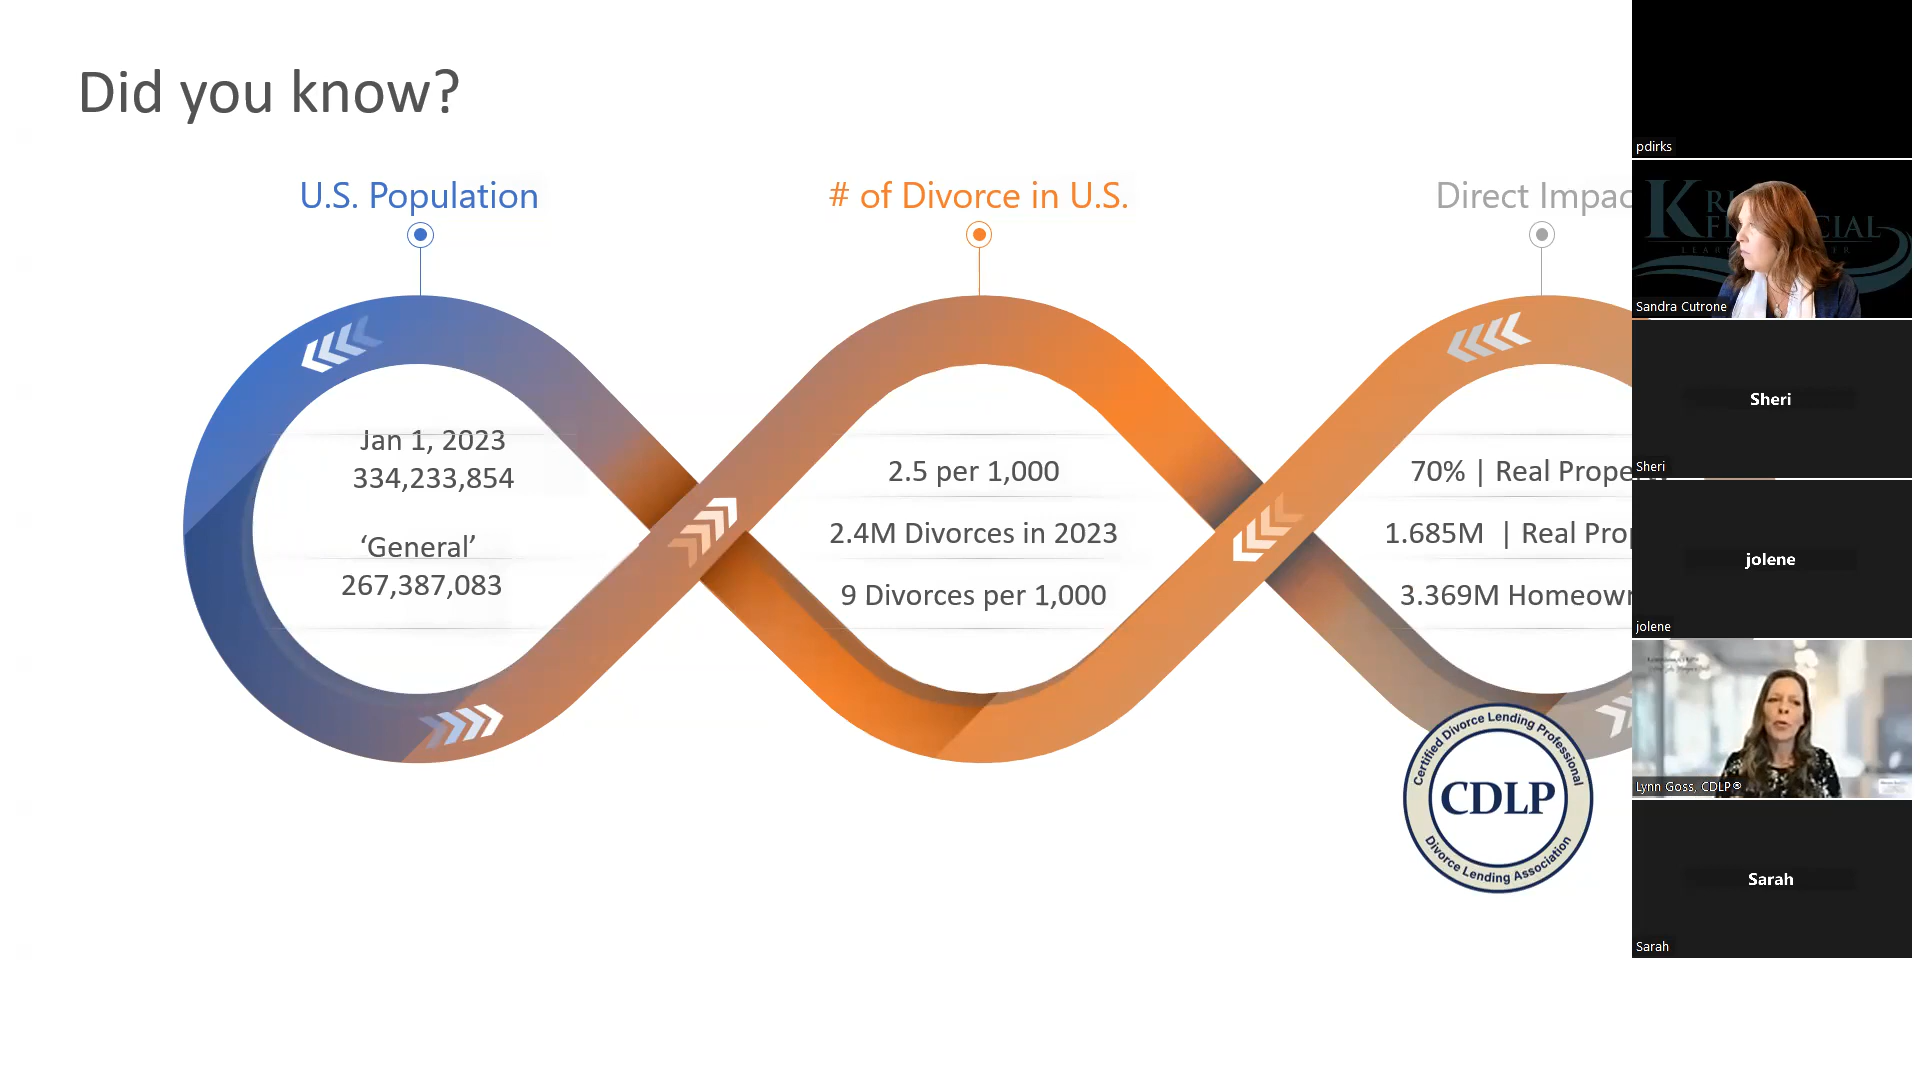 Did you know?
U.S. Population
# of Divorce in U.S.
Direct Impac
Jan 1, 2023
334,233,854
‘General’
267,387,083
2.5 per 1,000
2.4M Divorces in 2023
9 Divorces per 1,000
70% | Real Prope
1.685M | Real Prop
3.369M Homeown
Certified Divorce Lending Professional
CDLP
Divorce Lending Association
pdirks
K
FIN CIAL
Sandra Cutrone
Sheri
Sheri
jolene
jolene
Lynn Goss, CDLP®
Sarah
Sarah